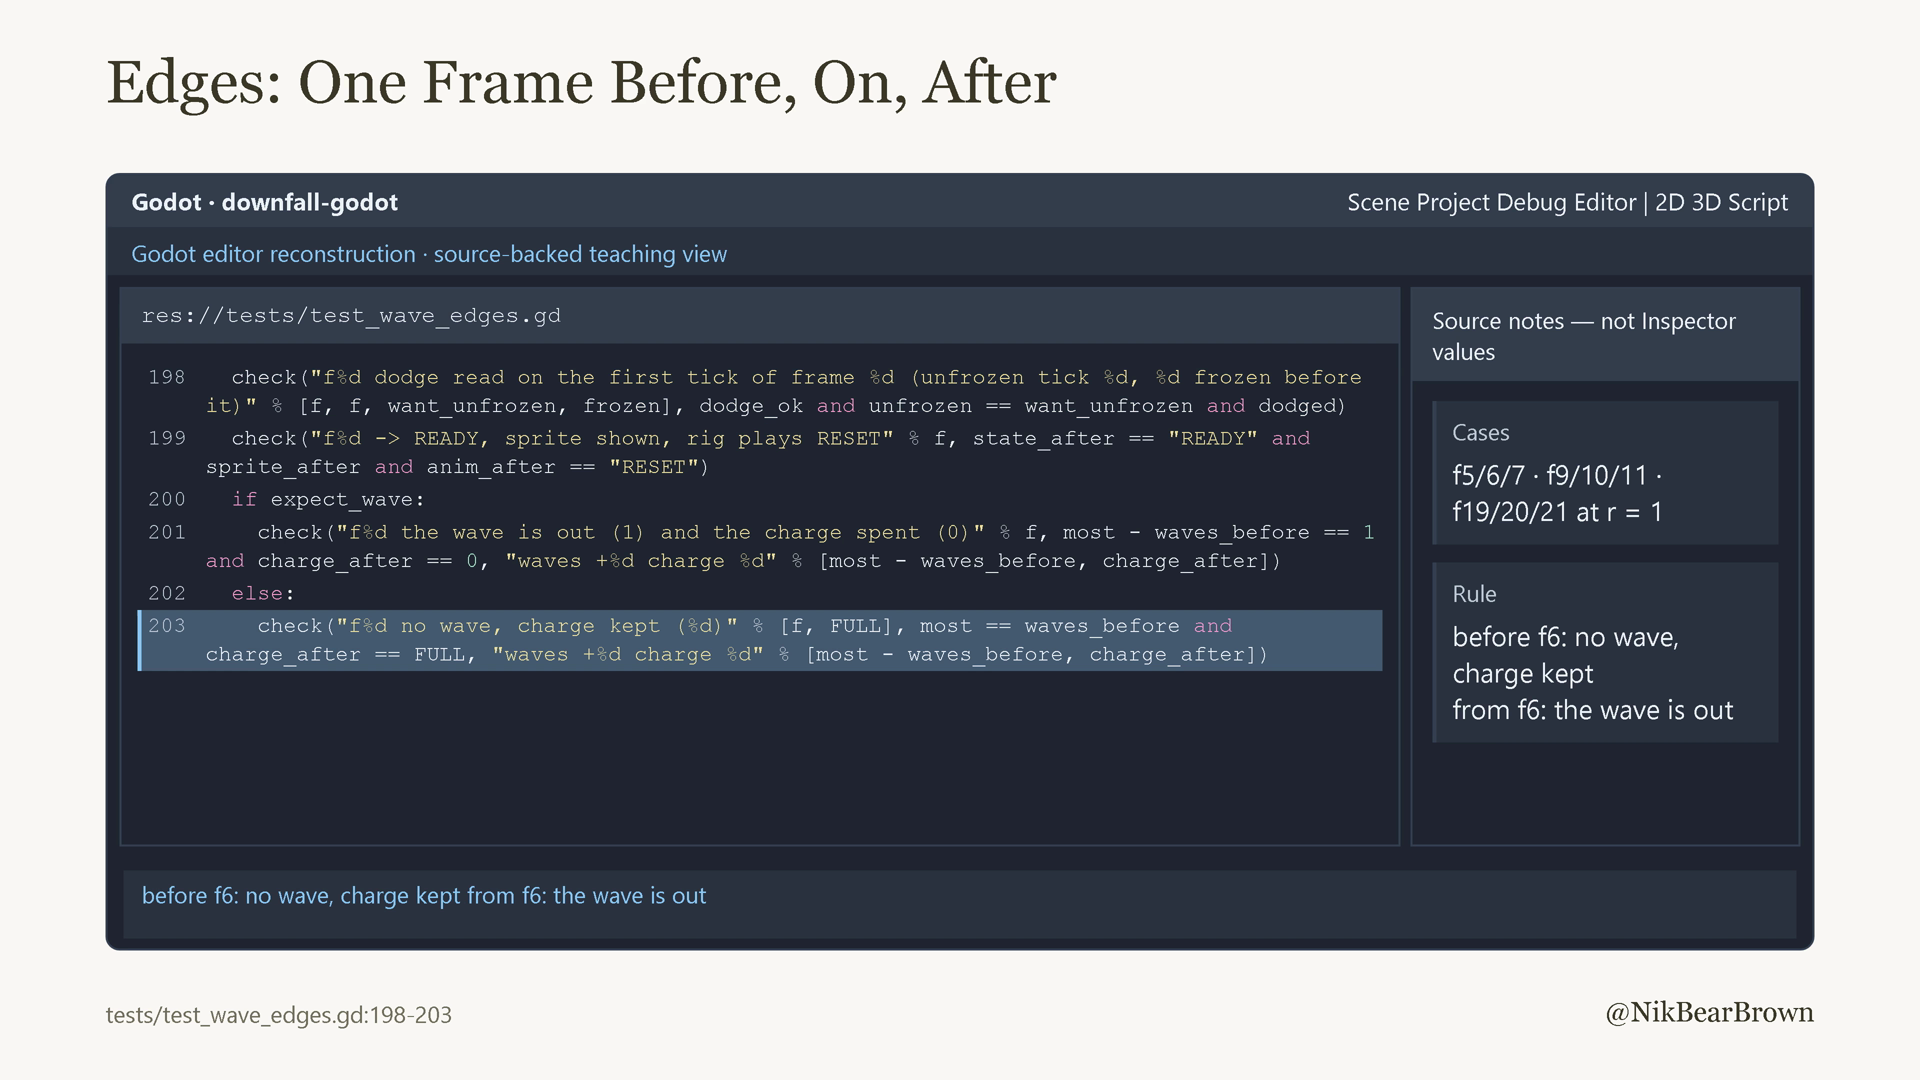 Edges: One Frame Before, On, After
Godot · downfall-godot
Scene Project Debug Editor | 2D 3D Script
Godot editor reconstruction · source-backed teaching view
res://tests/test_wave_edges.gd
198 check("f%d dodge read on the first tick of frame %d (unfrozen tick %d, %d frozen before
it)" % [f, f, want_unfrozen, frozen], dodge_ok and unfrozen == want_unfrozen and dodged)
199 check("f%d -> READY, sprite shown, rig plays RESET" % f, state_after == "READY" and
sprite_after and anim_after == "RESET")
200 if expect_wave:
201 check("f%d the wave is out (1) and the charge spent (0)" % f, most - waves_before == 1
and charge_after == 0, "waves +%d charge %d" % [most - waves_before, charge_after])
202 else:
203 check("f%d no wave, charge kept (%d)" % [f, FULL], most == waves_before and
charge_after == FULL, "waves +%d charge %d" % [most - waves_before, charge_after])
Source notes — not Inspector
values
Cases
f5/6/7 · f9/10/11 ·
f19/20/21 at r = 1
Rule
before f6: no wave,
charge kept
from f6: the wave is out
before f6: no wave, charge kept from f6: the wave is out
tests/test_wave_edges.gd:198-203
@NikBearBrown